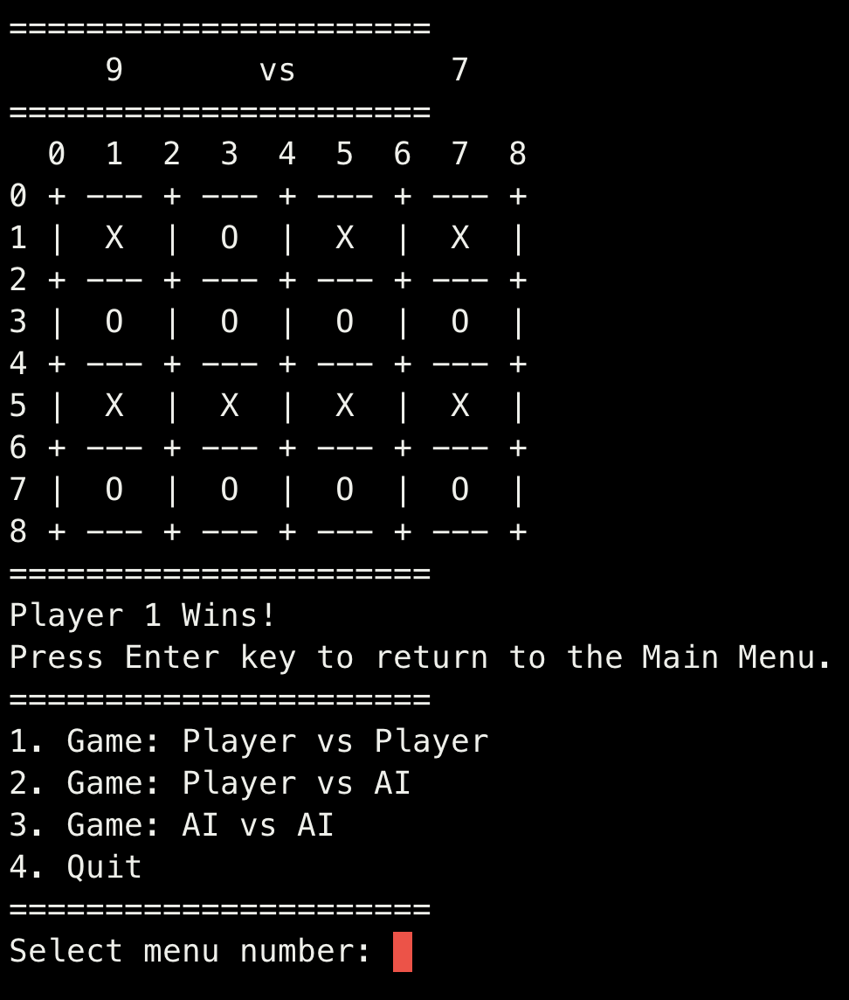 ======================
     9       vs        7
======================
  0  1  2  3  4  5  6  7  8
0 + --- + --- + --- + --- +
1 |  X  |  O  |  X  |  X  |
2 + --- + --- + --- + --- +
3 |  O  |  O  |  O  |  O  |
4 + --- + --- + --- + --- +
5 |  X  |  X  |  X  |  X  |
6 + --- + --- + --- + --- +
7 |  O  |  O  |  O  |  O  |
8 + --- + --- + --- + --- +
======================
Player 1 Wins!
Press Enter key to return to the Main Menu.
======================
1. Game: Player vs Player
2. Game: Player vs AI
3. Game: AI vs AI
4. Quit
======================
Select menu number: